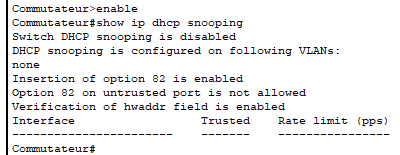 Commutateur>enable
Commutateur#show ip dhcp snooping
Switch DHCP snooping is disabled
DHCP snooping is configured on following VLANs:
none
Insertion of option 82 is enabled
Option 82 on untrusted port is not allowed
Verification of hwaddr field is enabled
Interface                  Trusted    Rate limit (pps)
-----------------------    -------    ----------------
Commutateur#